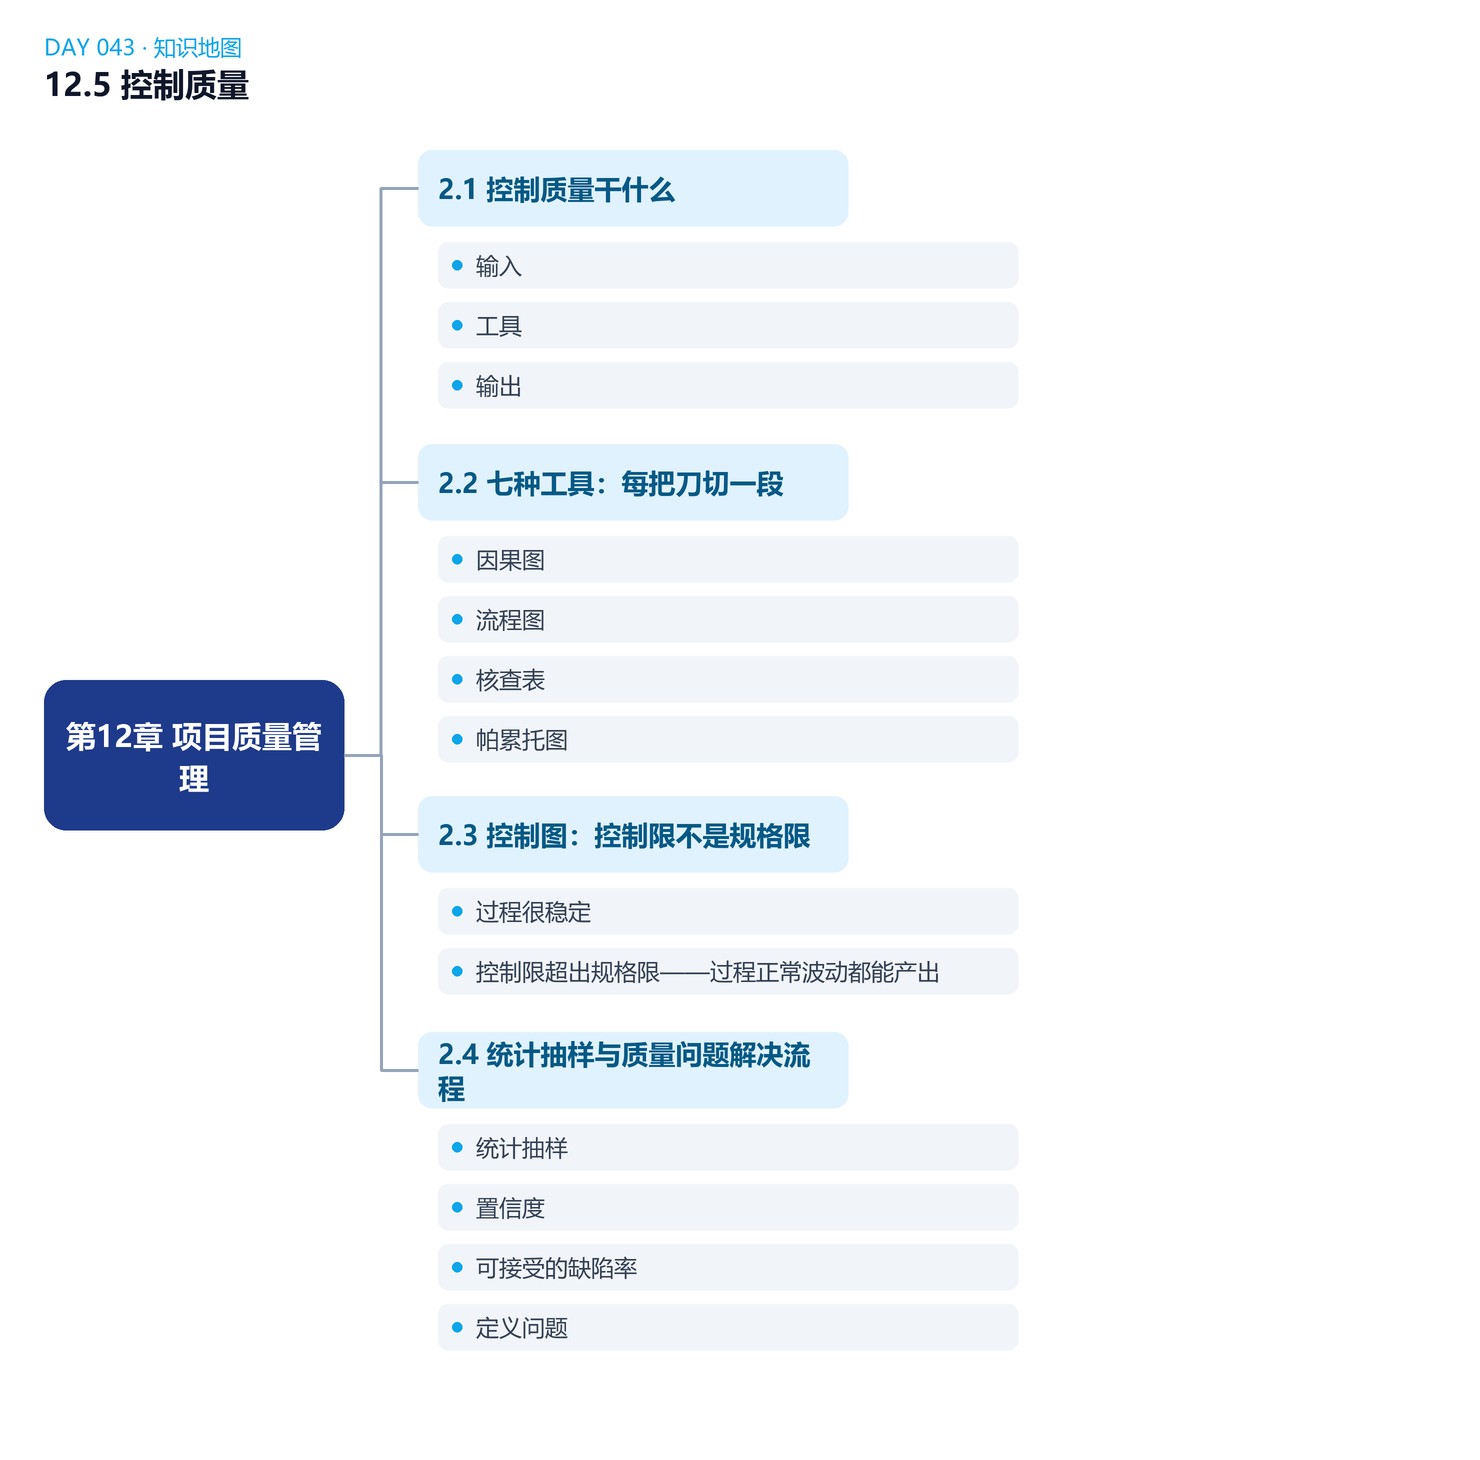 DAY 043 · 知识地图
12.5 控制质量
2.1 控制质量干什么
输入
工具
输出
2.2 七种工具：每把刀切一段
因果图
流程图
核查表
帕累托图
第12章 项目质量管
理
2.3 控制图：控制限不是规格限
过程很稳定
控制限超出规格限——过程正常波动都能产出
2.4 统计抽样与质量问题解决流
程
统计抽样
置信度
可接受的缺陷率
定义问题